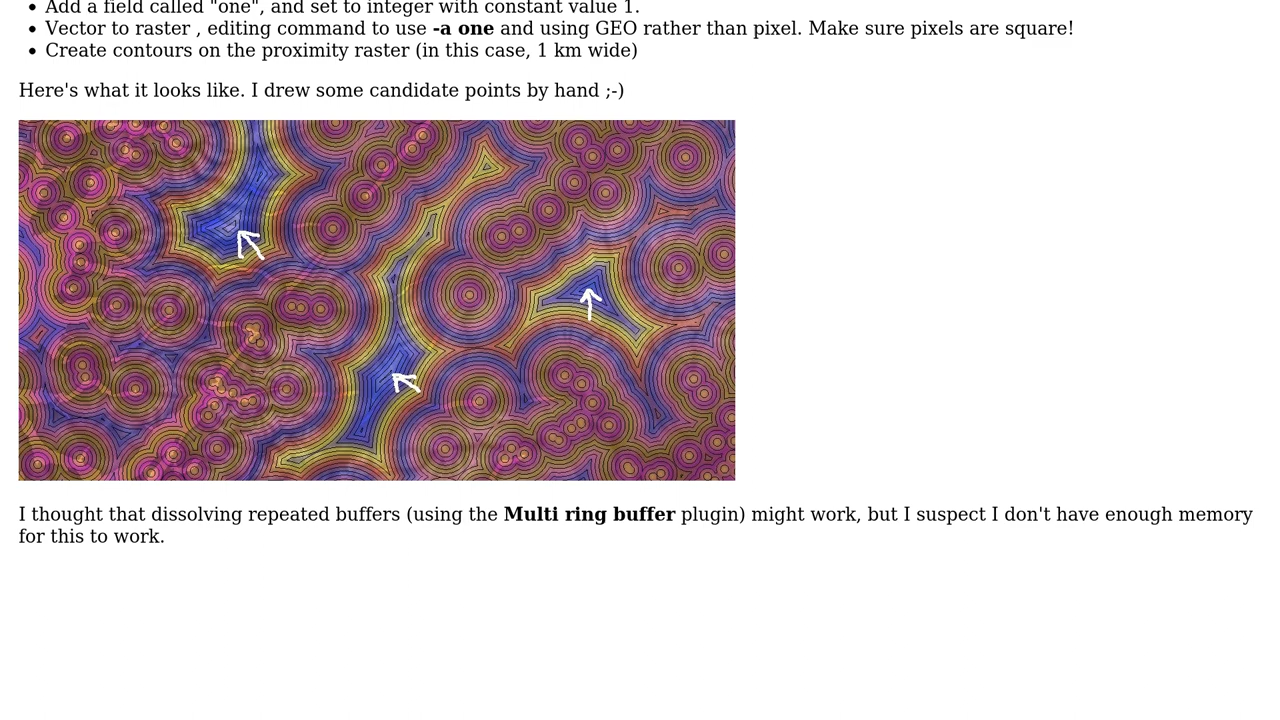 Add a field called "one", and set to integer with constant value 1.
Vector to raster , editing command to use -a one and using GEO rather than pixel. Make sure pixels are square!
Create contours on the proximity raster (in this case, 1 km wide)
Here's what it looks like. I drew some candidate points by hand ;-)
I thought that dissolving repeated buffers (using the Multi ring buffer plugin) might work, but I suspect I don't have enough memory
for this to work.